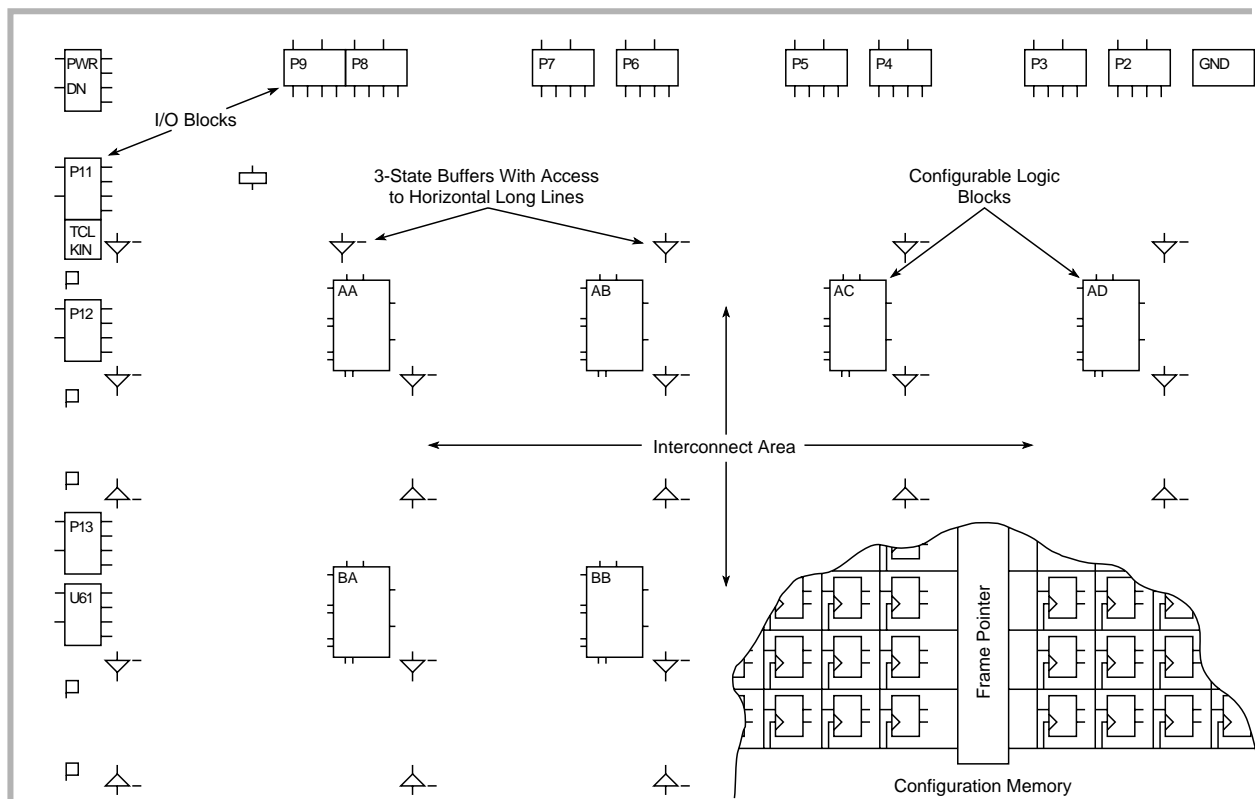 PWR
DN
P9
P8
P7
P6
P5
P4
P3
P2
GND
I/O Blocks
P11
3-State Buffers With Access
to Horizontal Long Lines
Configurable Logic
Blocks
TCL
KIN
AA
AB
AC
AD
P12
Interconnect Area
P13
U61
BA
BB
Frame Pointer
Configuration Memory